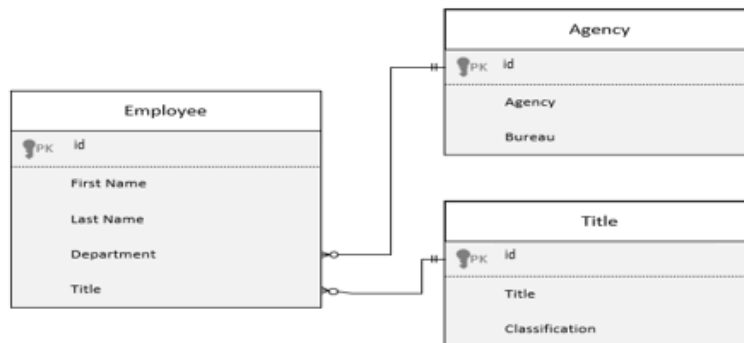 Employee
PK id
First Name
Last Name
Department
Title
Agency
PK id
Agency
Bureau
Title
PK id
Title
Classification